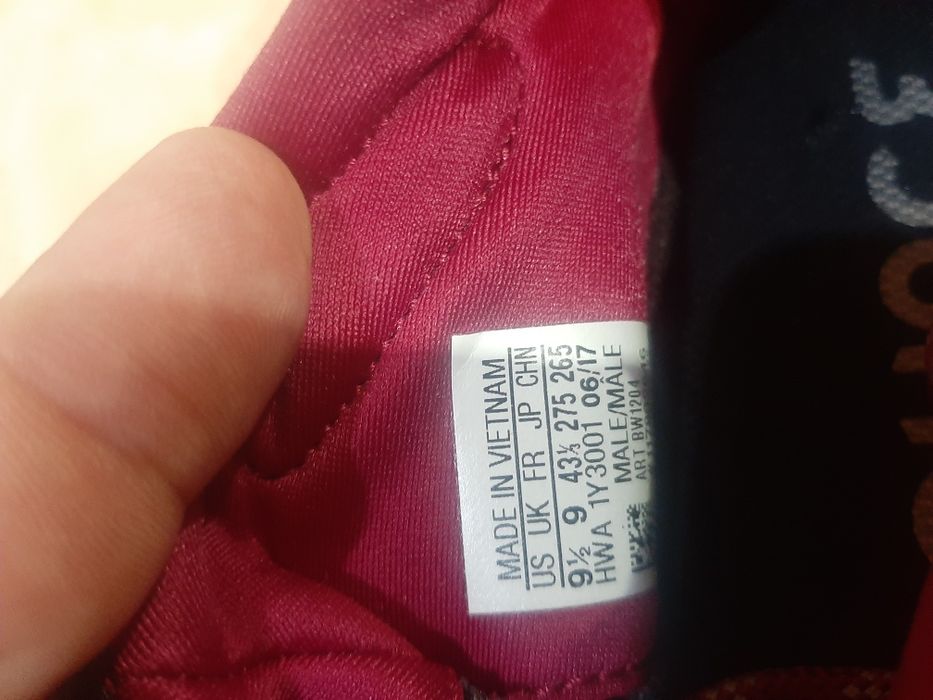 MADE IN VIETNAM
US UK FR JP CHN
9½ 9 43⅓ 275 265
HWA 1Y3001 06/17
MALE/MÂLE
ART BW1204